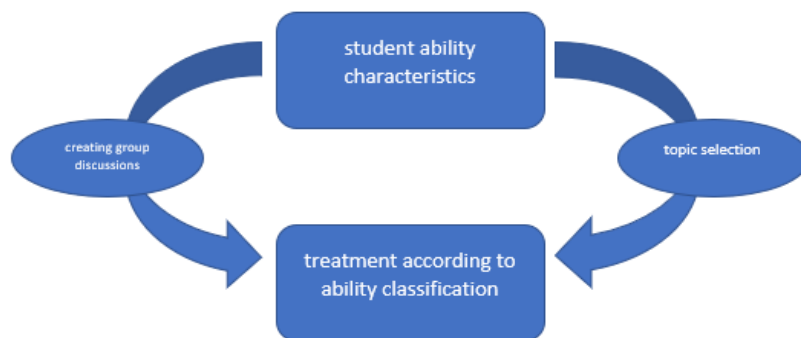 student ability
characteristics
creating group
discussions
topic selection
treatment according to
ability classification